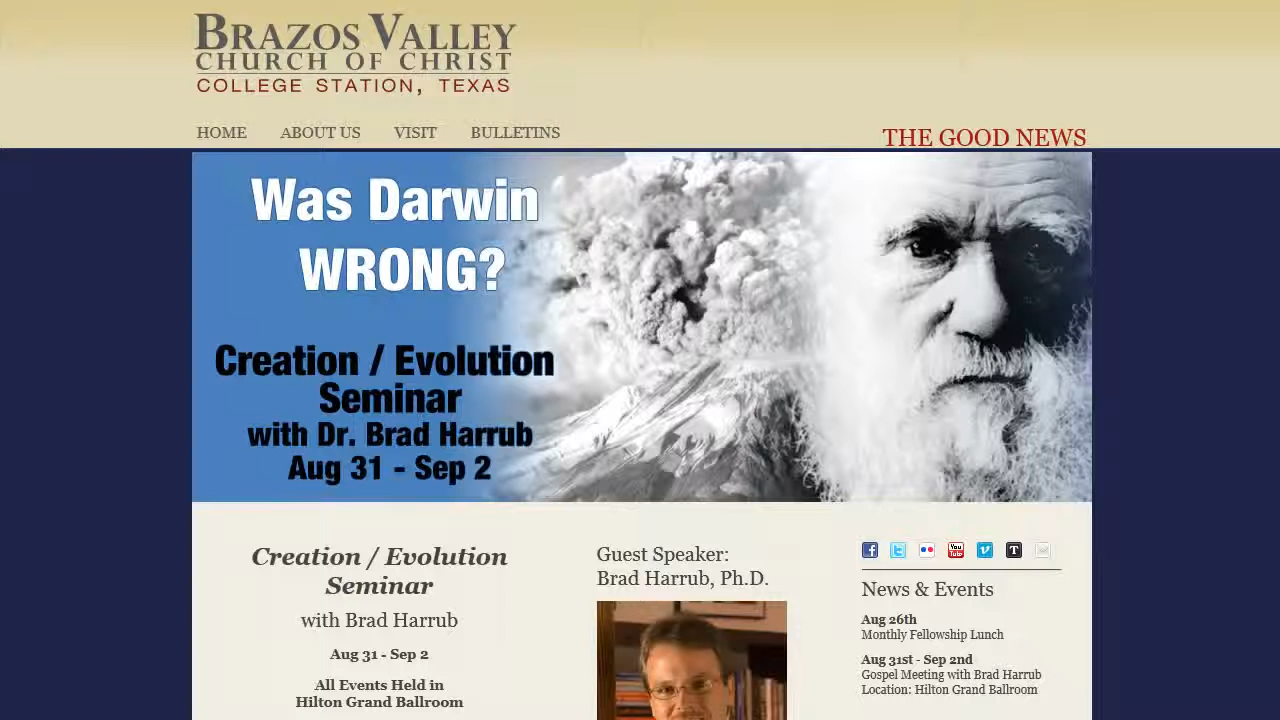 BRAZOS VALLEY
CHURCH OF CHRIST
COLLEGE STATION, TEXAS
HOME ABOUT US VISIT BULLETINS
THE GOOD NEWS
Was Darwin
WRONG?
Creation / Evolution
Seminar
with Dr. Brad Harrub
Aug 31 - Sep 2
Creation / Evolution
Seminar
with Brad Harrub
Aug 31 - Sep 2
All Events Held in
Hilton Grand Ballroom
Guest Speaker:
Brad Harrub, Ph.D.
You
Tube
T
News & Events
Aug 26th
Monthly Fellowship Lunch
Aug 31st - Sep 2nd
Gospel Meeting with Brad Harrub
Location: Hilton Grand Ballroom